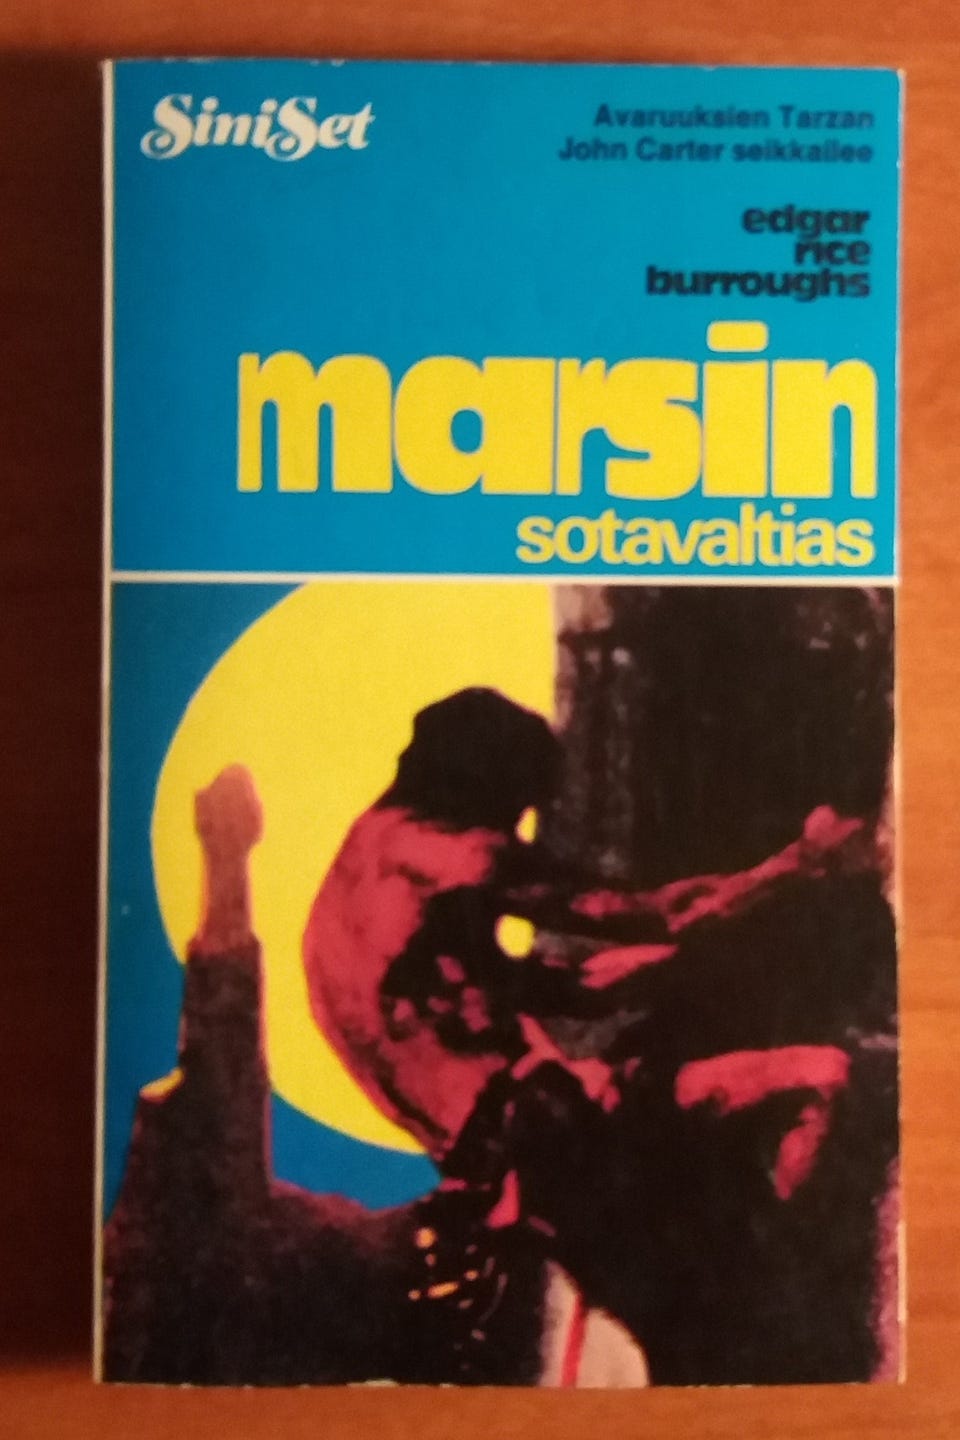 SiniSet
Avaruuksien Tarzan
John Carter seikkailee
edgar
rice
burroughs
marsin
sotavaltias